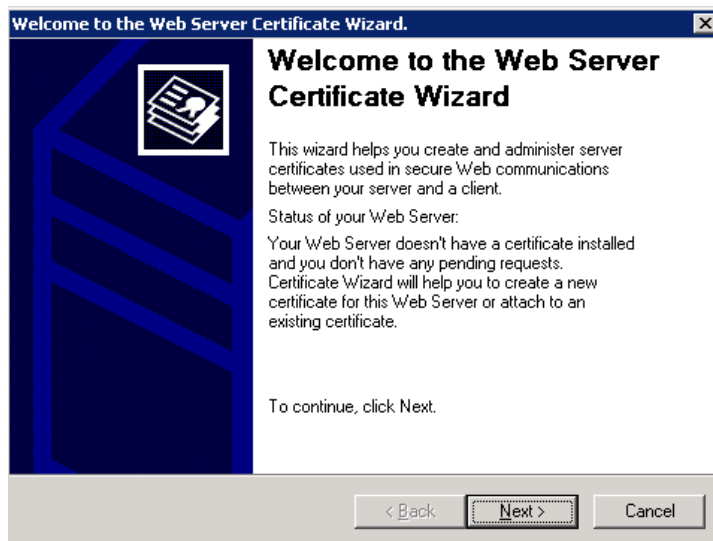 Welcome to the Web Server Certificate Wizard.
Welcome to the Web Server
Certificate Wizard
This wizard helps you create and administer server
certificates used in secure Web communications
between your server and a client.
Status of your Web Server:
Your Web Server doesn't have a certificate installed
and you don't have any pending requests.
Certificate Wizard will help you to create a new
certificate for this Web Server or attach to an
existing certificate.
To continue, click Next.
< Back Next > Cancel